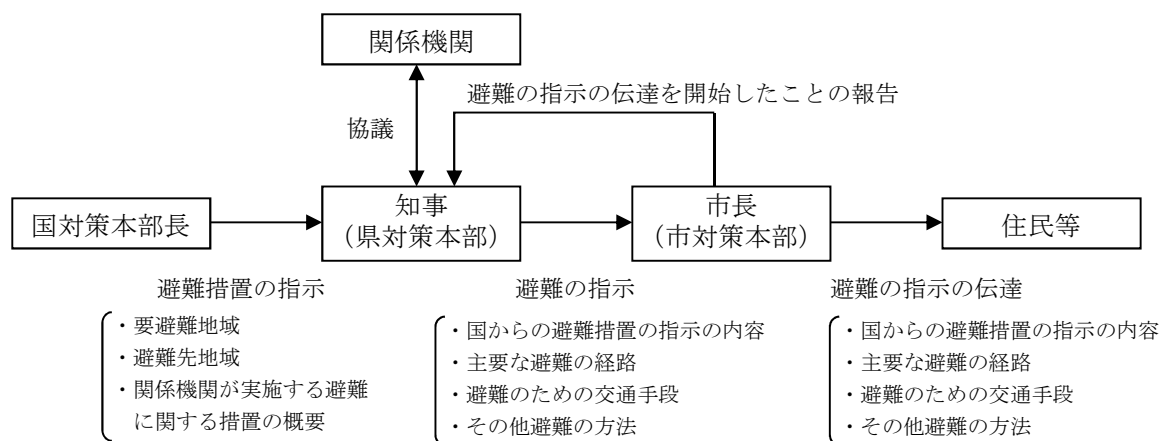 関係機関
避難の指示の伝達を開始したことの報告
協議
国対策本部長
知事
（県対策本部）
市長
（市対策本部）
住民等
避難措置の指示
・要避難地域
・避難先地域
・関係機関が実施する避難
に関する措置の概要
避難の指示
・国からの避難措置の指示の内容
・主要な避難の経路
・避難のための交通手段
・その他避難の方法
避難の指示の伝達
・国からの避難措置の指示の内容
・主要な避難の経路
・避難のための交通手段
・その他避難の方法